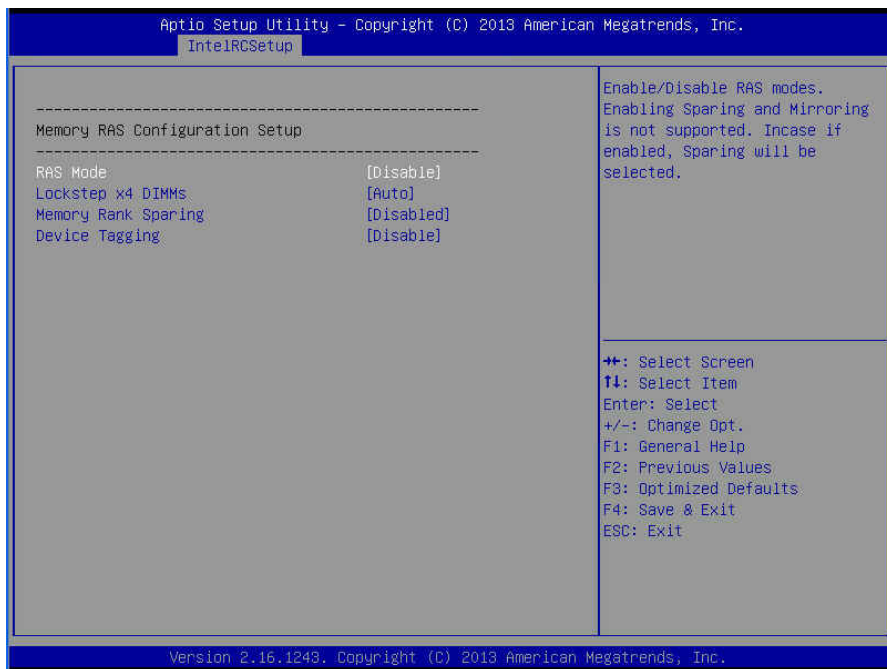 Aptio Setup Utility – Copyright (C) 2013 American Megatrends, Inc.
IntelRCSetup
--------------------------------------------------
Memory RAS Configuration Setup
--------------------------------------------------
RAS Mode [Disable]
Lockstep x4 DIMMs [Auto]
Memory Rank Sparing [Disabled]
Device Tagging [Disable]
Enable/Disable RAS modes.
Enabling Sparing and Mirroring
is not supported. Incase if
enabled, Sparing will be
selected.
→←: Select Screen
↑↓: Select Item
Enter: Select
+/-: Change Opt.
F1: General Help
F2: Previous Values
F3: Optimized Defaults
F4: Save & Exit
ESC: Exit
Version 2.16.1243. Copyright (C) 2013 American Megatrends, Inc.